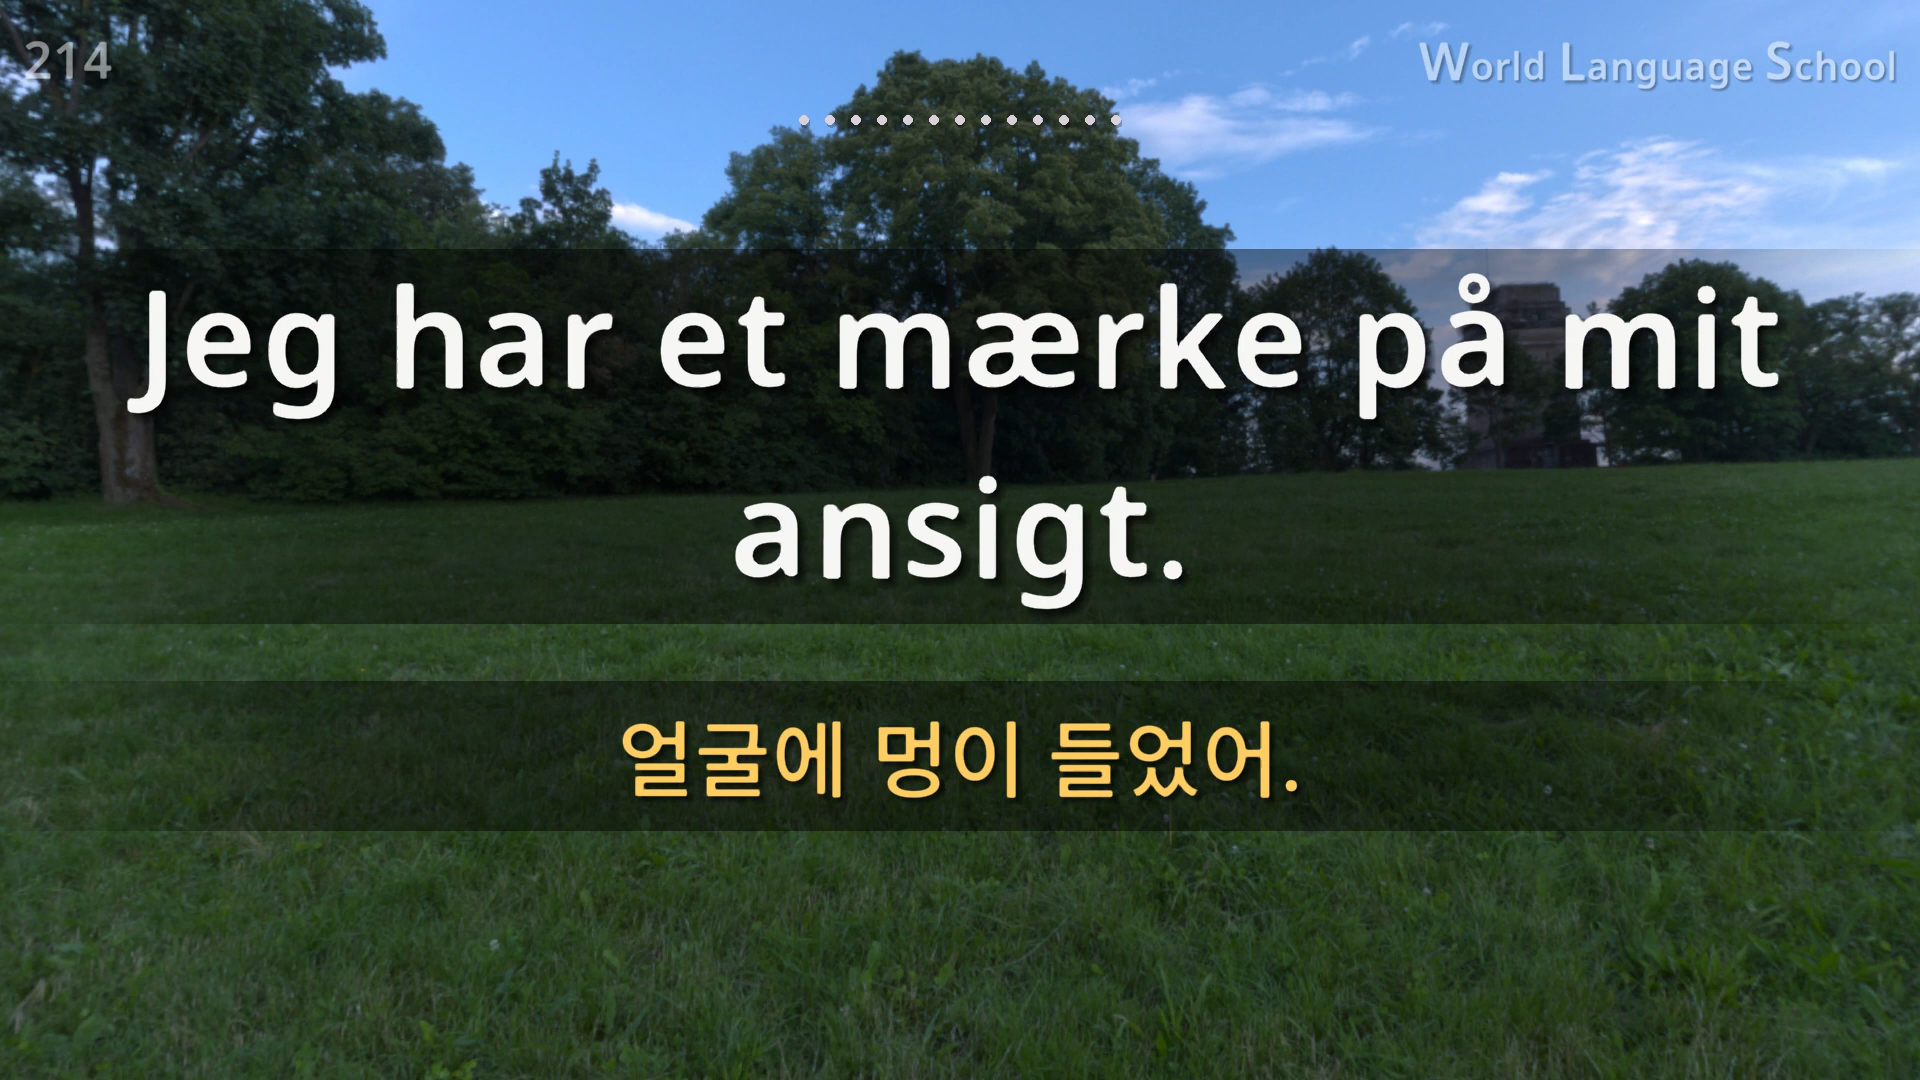 214
World Language School
Jeg har et mærke på mit
ansigt.
얼굴에 멍이 들었어.